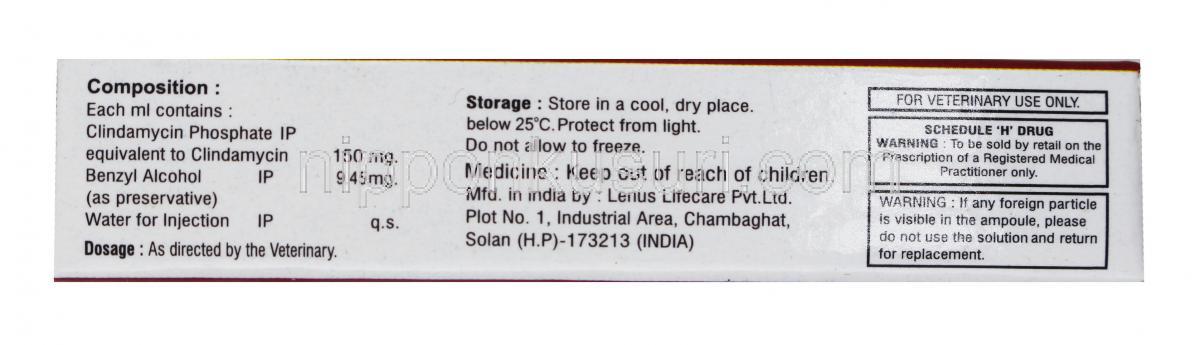 Composition :
Each ml contains :
Clindamycin Phosphate IP
equivalent to Clindamycin 150 mg.
Benzyl Alcohol IP 9.45mg.
(as preservative)
Water for Injection IP q.s.
Dosage : As directed by the Veterinary.
Storage : Store in a cool, dry place.
below 25°C.Protect from light.
Do not allow to freeze.
Medicine : Keep out of reach of children
Mfd. In India by : Lenus Lifecare Pvt.Ltd.
Plot No. 1, Industrial Area, Chambaghat,
Solan (H.P)-173213 (INDIA)
FOR VETERINARY USE ONLY.
SCHEDULE 'H' DRUG
WARNING : To be sold by retail on the
Prascription of a Registered Medical
Practitioner only.
WARNING : If any foreign particle
is visible in the ampoule, please
do not use the solution and return
for replacement.
nipponkusuri.com